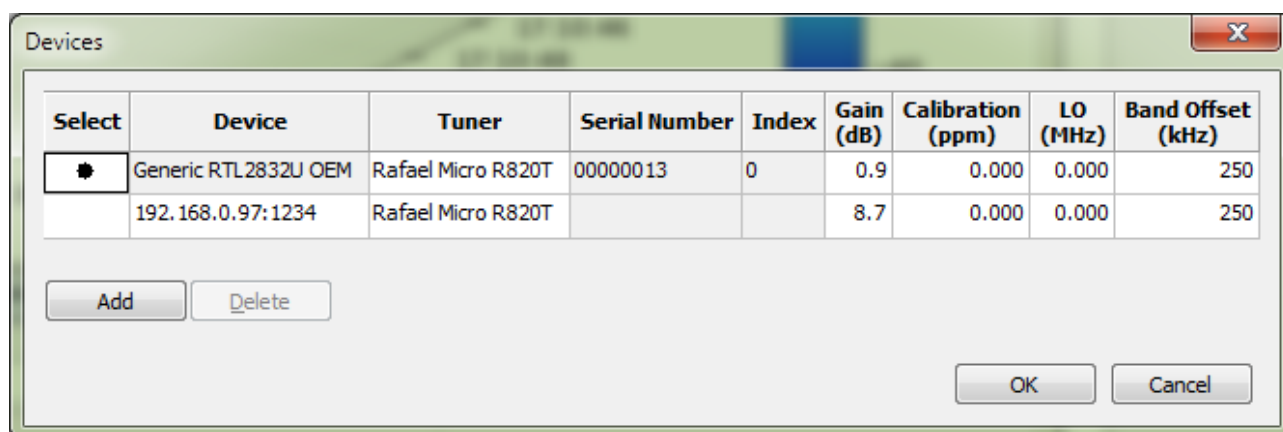 Devices
Select Device Tuner Serial Number Index Gain (dB) Calibration (ppm) LO (MHz) Band Offset (kHz)
Generic RTL2832U OEM Rafael Micro R820T 00000013 0 0.9 0.000 0.000 250
192.168.0.97:1234 Rafael Micro R820T 8.7 0.000 0.000 250
Add Delete
OK Cancel